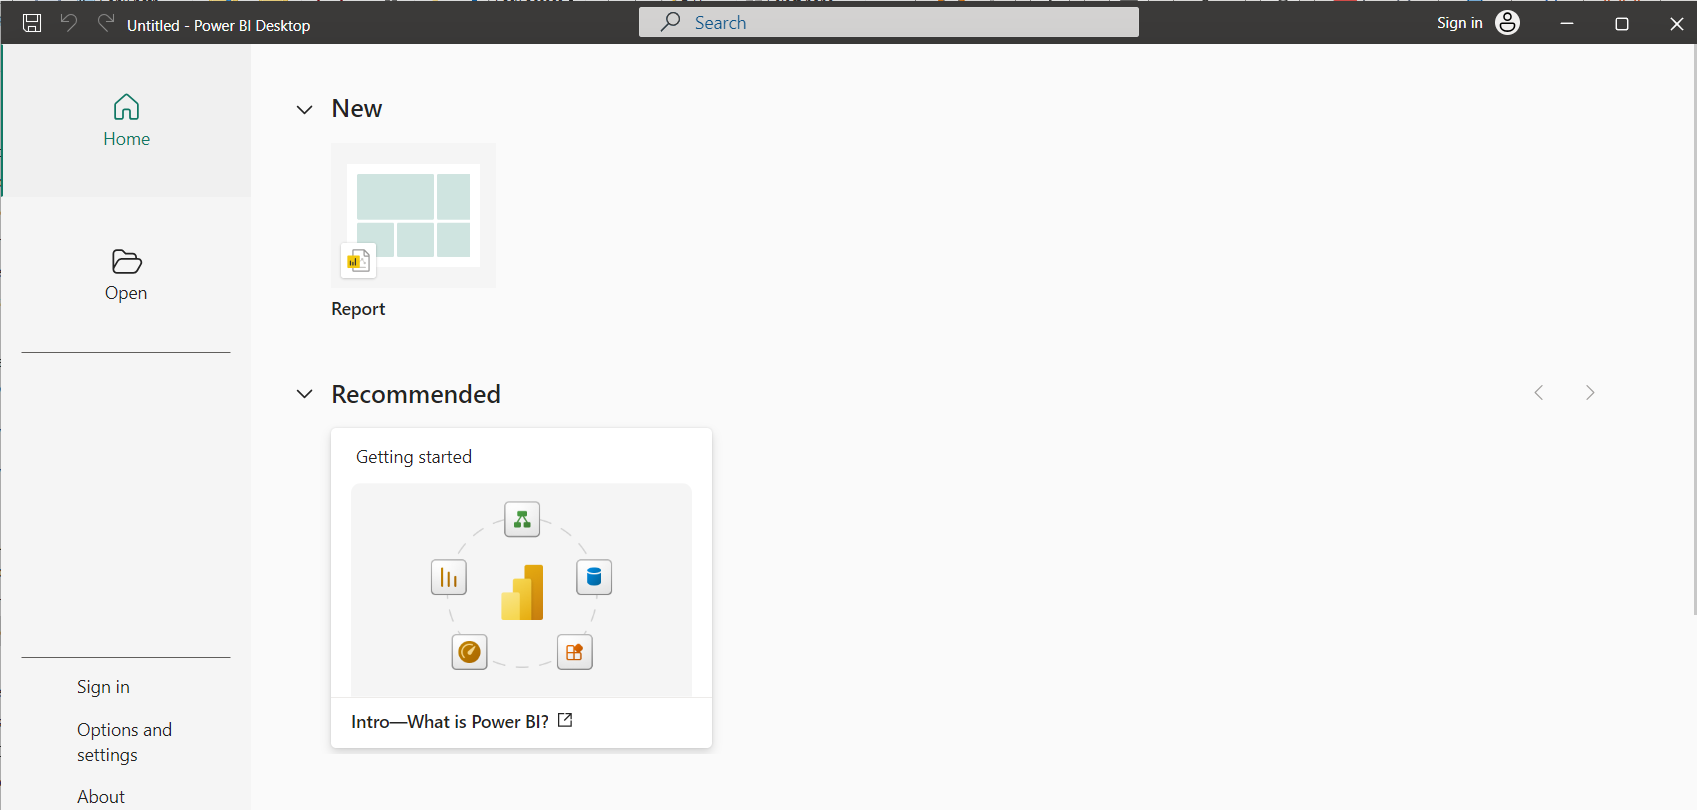 Untitled - Power BI Desktop
Search
Sign in
Home
Open
Sign in
Options and
settings
About
New
Report
Recommended
Getting started
Intro—What is Power BI?